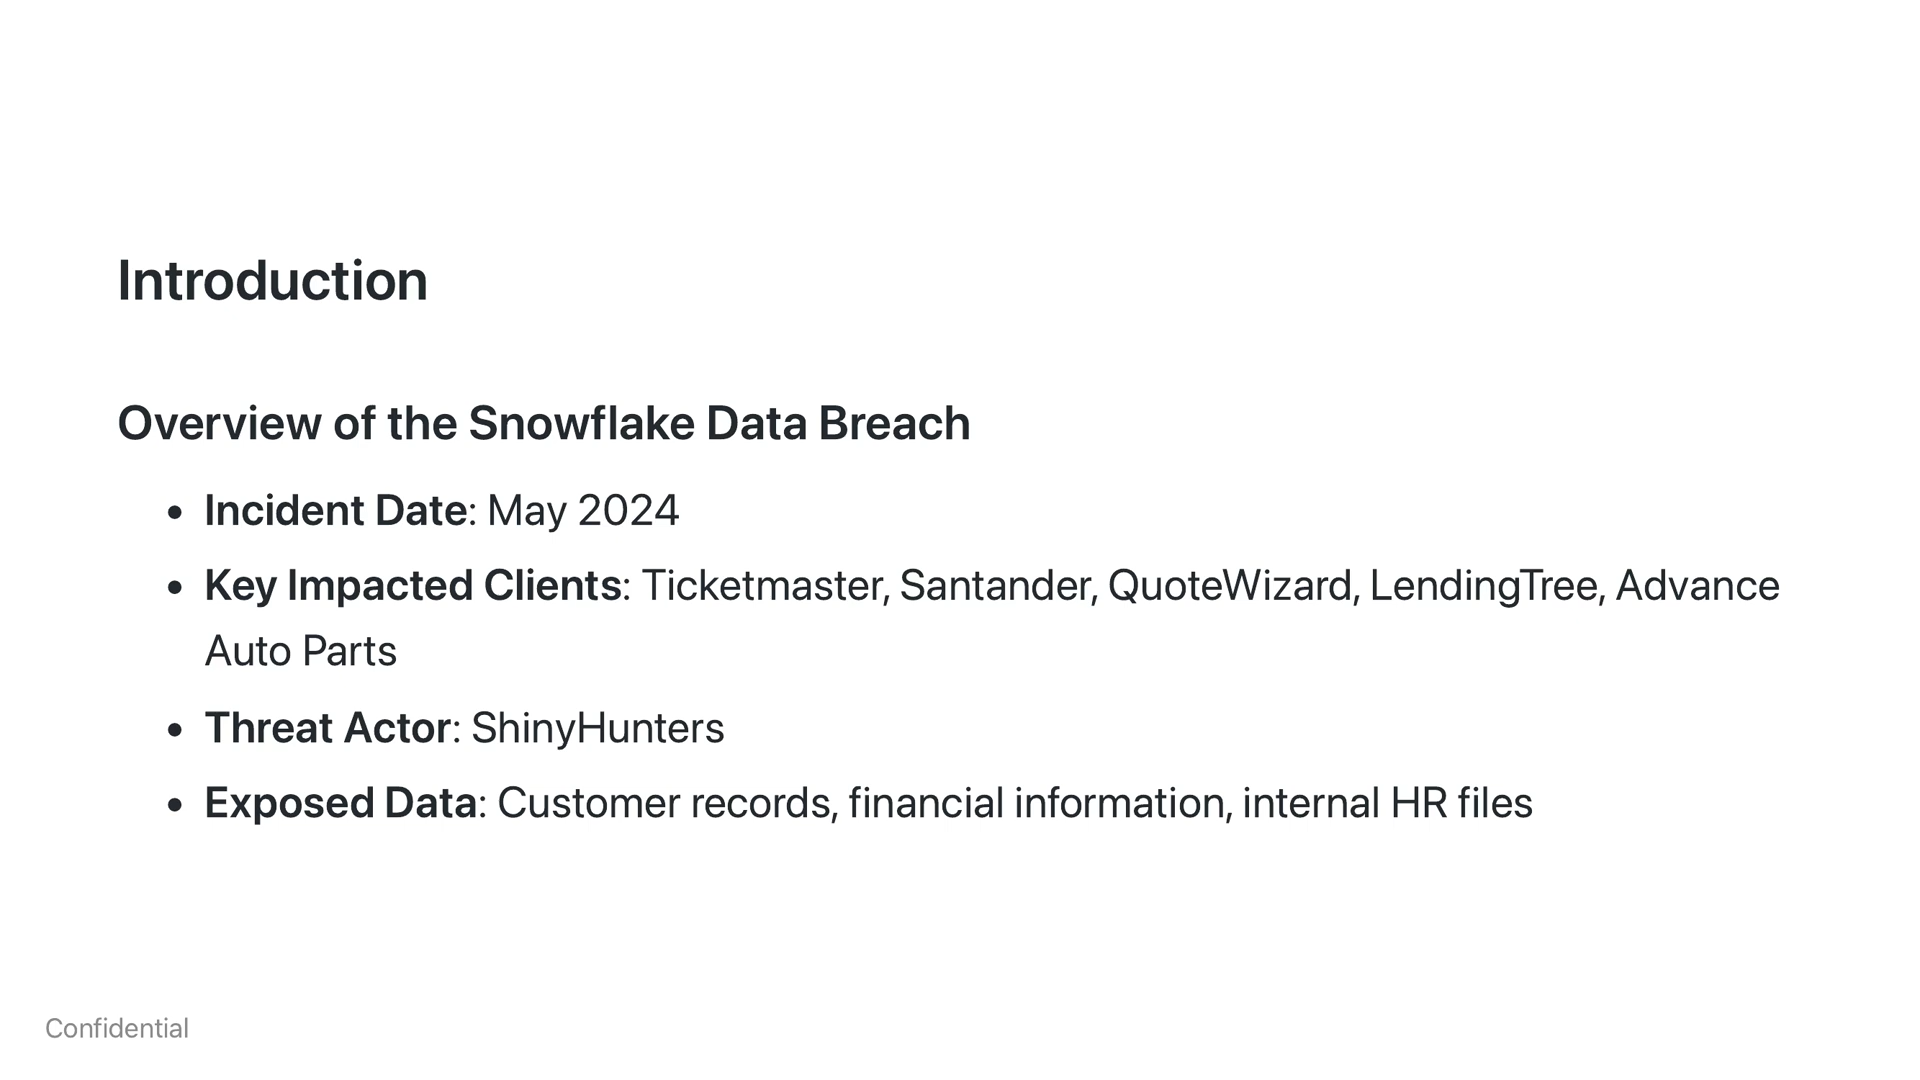 Introduction
Overview of the Snowflake Data Breach
• Incident Date: May 2024
• Key Impacted Clients: Ticketmaster, Santander, QuoteWizard, LendingTree, Advance
Auto Parts
• Threat Actor: ShinyHunters
• Exposed Data: Customer records, financial information, internal HR files
Confidential